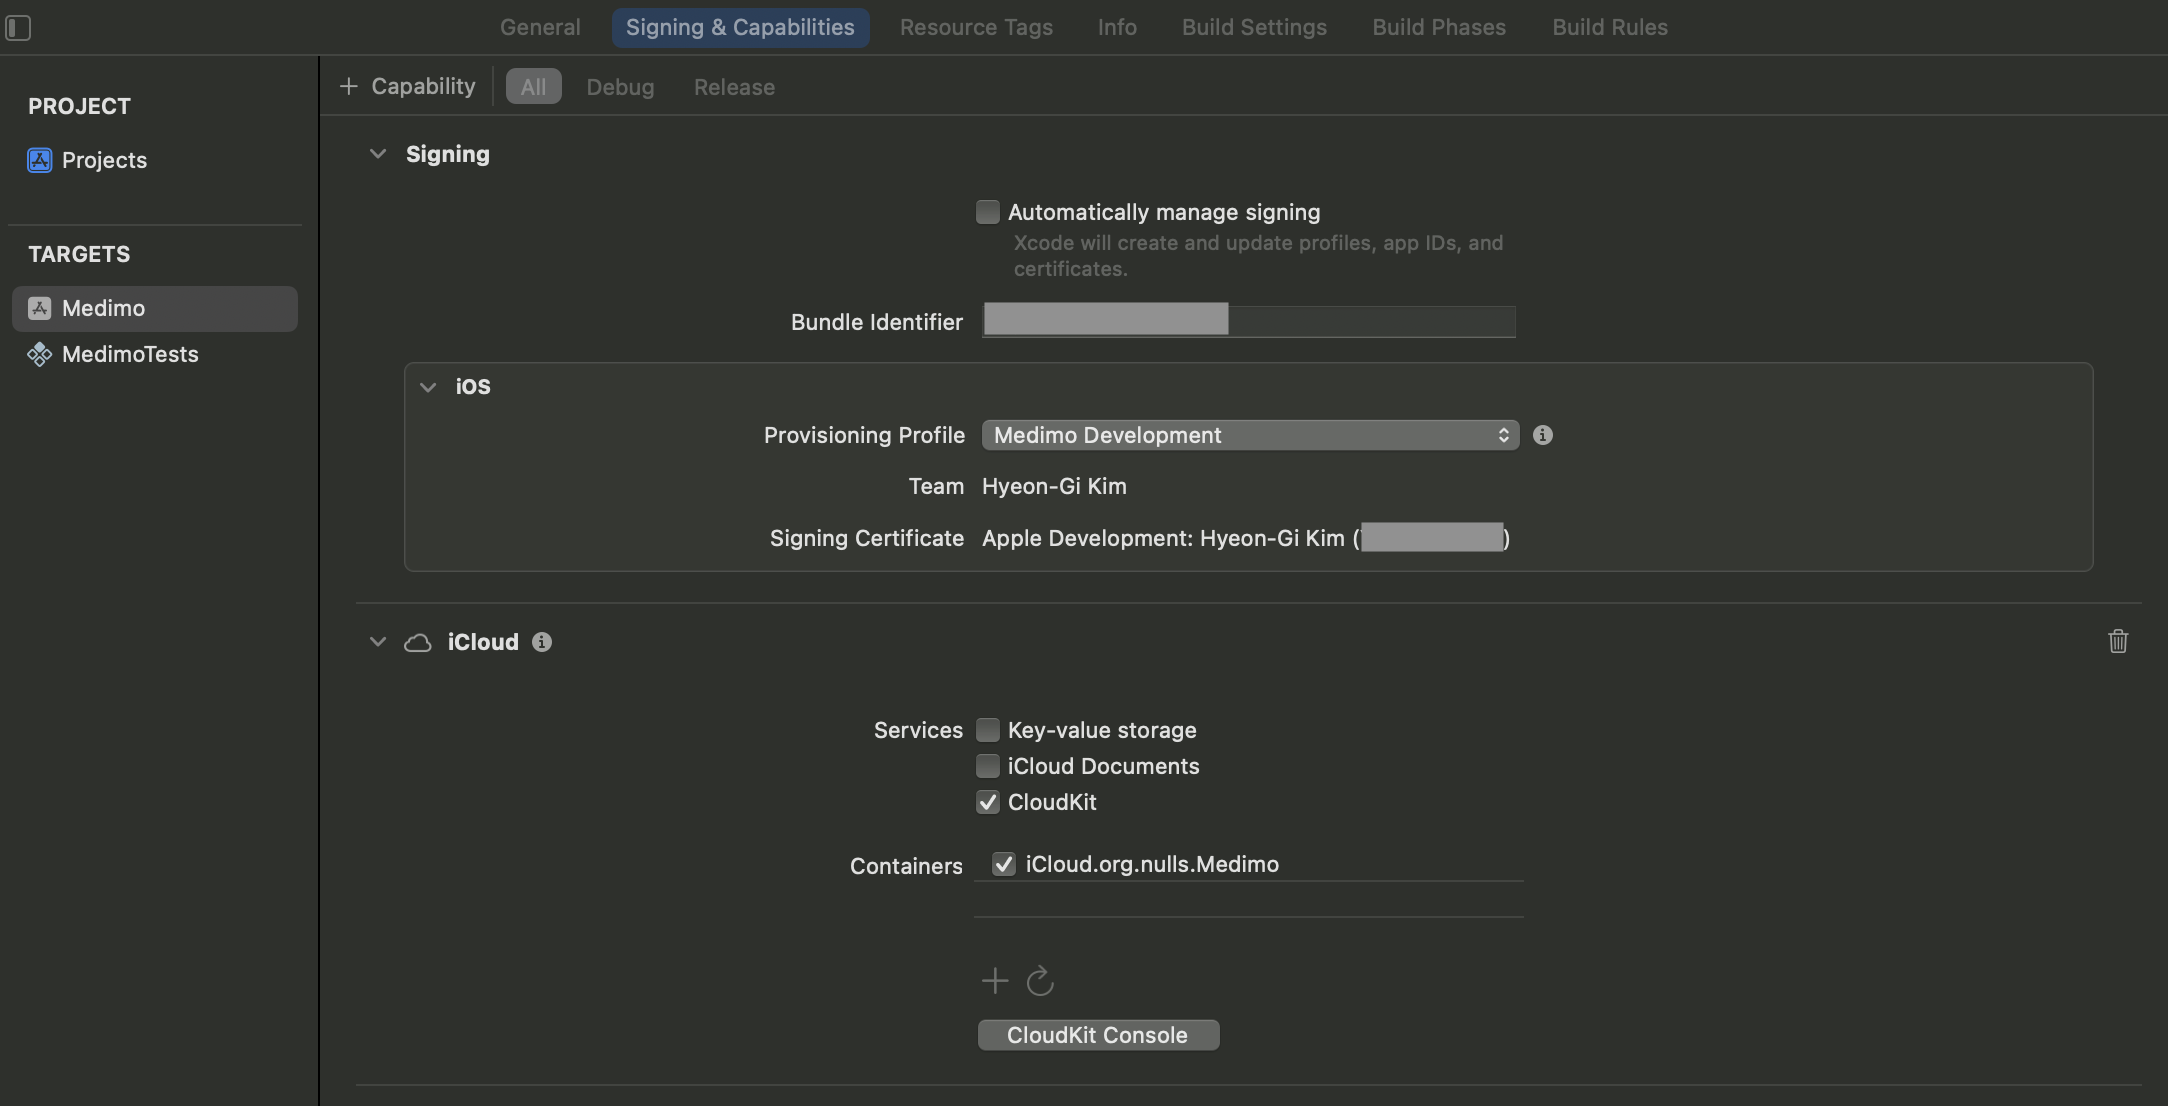 General Signing & Capabilities Resource Tags Info Build Settings Build Phases Build Rules
+ Capability All Debug Release
PROJECT
Projects
TARGETS
Medimo
MedimoTests
Signing
Automatically manage signing
Xcode will create and update profiles, app IDs, and
certificates.
Bundle Identifier
iOS
Provisioning Profile Medimo Development
Team Hyeon-Gi Kim
Signing Certificate Apple Development: Hyeon-Gi Kim ( )
iCloud
Services Key-value storage
iCloud Documents
CloudKit
Containers iCloud.org.nulls.Medimo
CloudKit Console